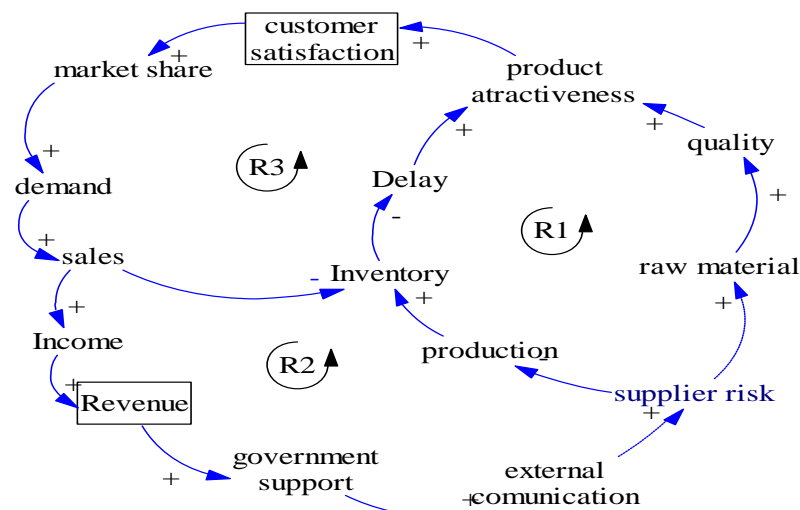 customer
satisfaction
+
+
market share
product
atractiveness
+
+
+
quality
R3
demand
Delay
+
-
R1
+
sales
-
Inventory
raw material
+
+
+
Income
R2
production
-
+
Revenue
supplier risk
+
government
support
+
external
comunication
+